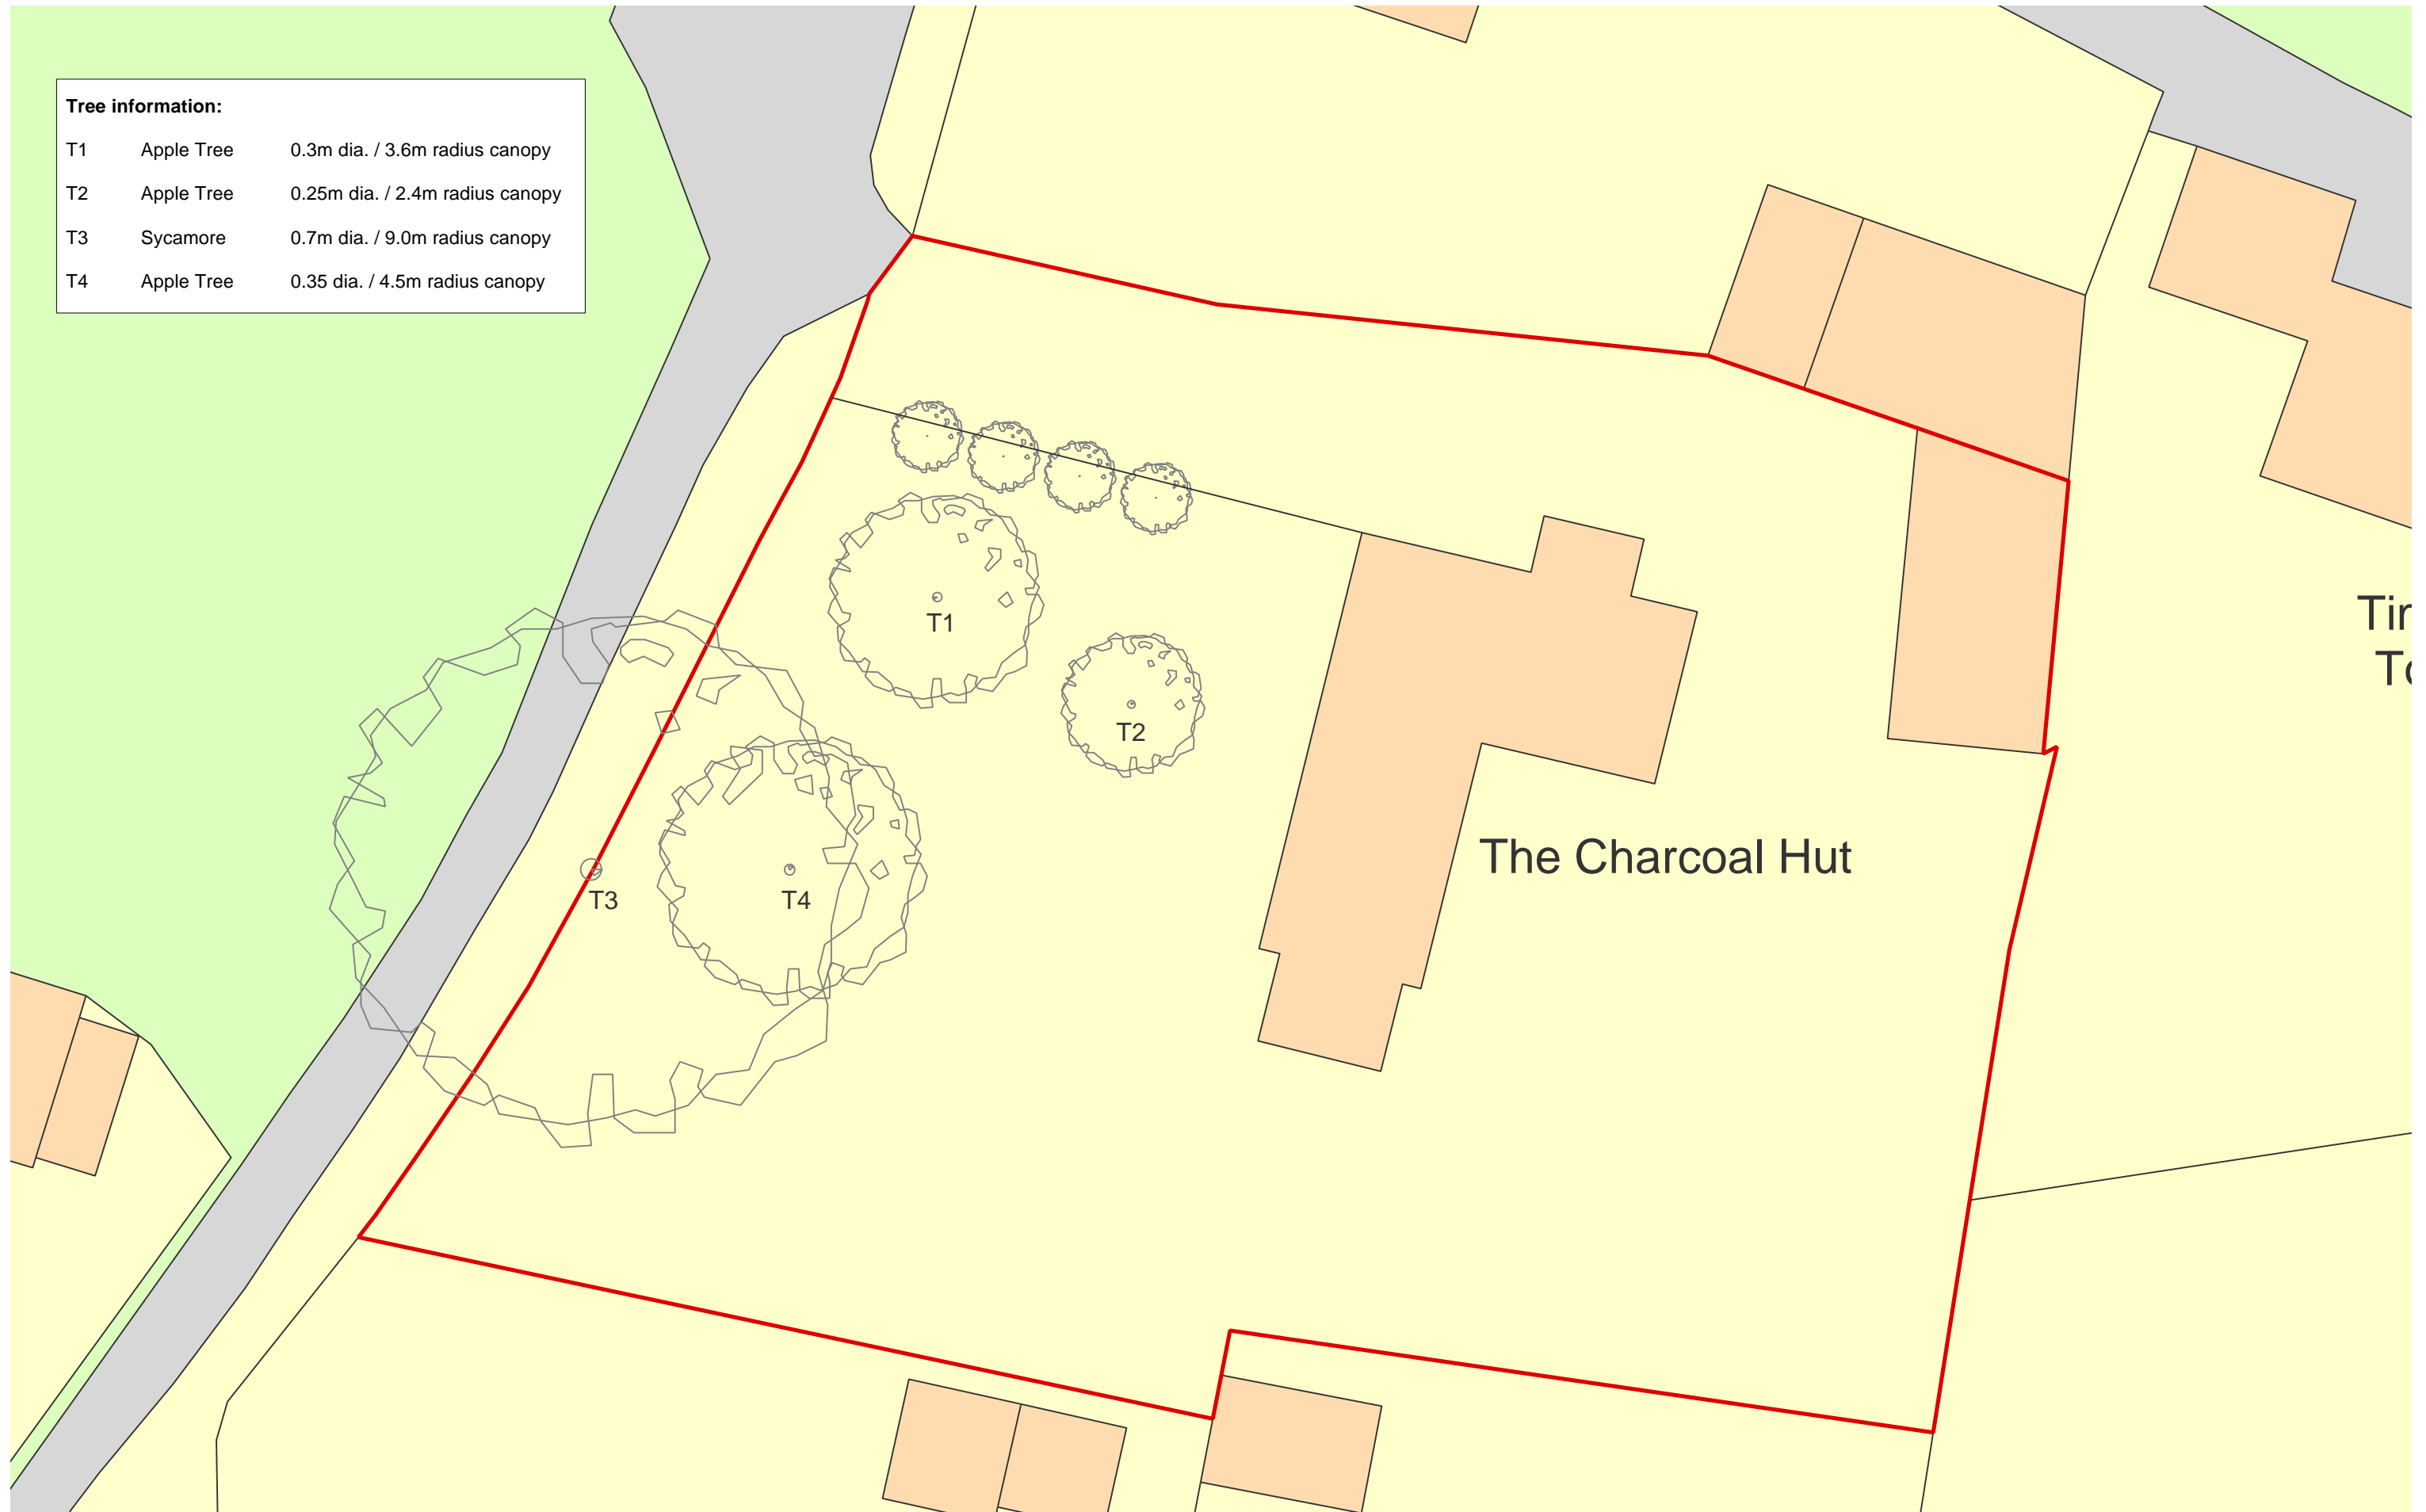 Tree information:
T1 Apple Tree 0.3m dia. / 3.6m radius canopy
T2 Apple Tree 0.25m dia. / 2.4m radius canopy
T3 Sycamore 0.7m dia. / 9.0m radius canopy
T4 Apple Tree 0.35 dia. / 4.5m radius canopy
T1
T2
T3
T4
The Charcoal Hut